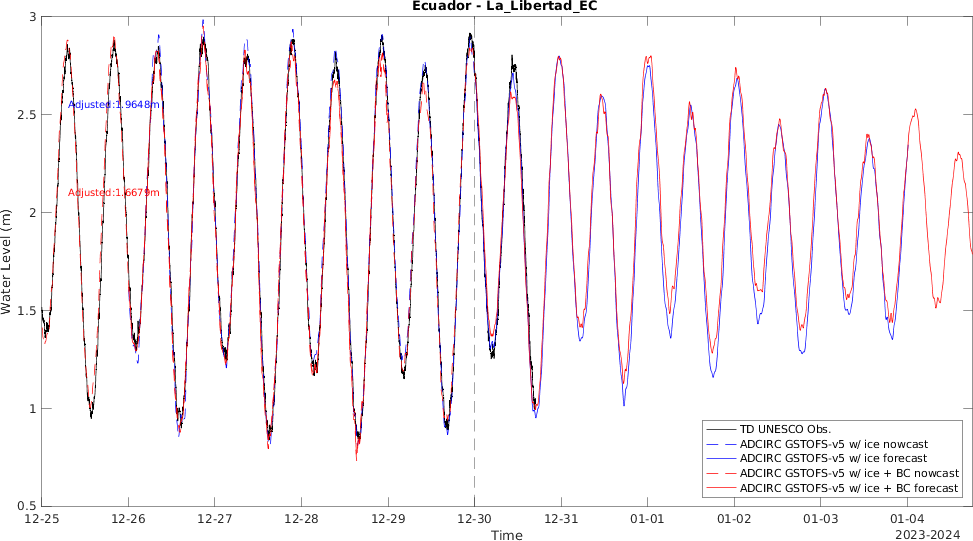 Ecuador - La_Libertad_EC
3
2.5
2
1.5
1
0.5
Water Level (m)
Adjusted:1.9648m
Adjusted:1.6679m
TD UNESCO Obs.
ADCIRC GSTOFS-v5 w/ ice nowcast
ADCIRC GSTOFS-v5 w/ ice forecast
ADCIRC GSTOFS-v5 w/ ice + BC nowcast
ADCIRC GSTOFS-v5 w/ ice + BC forecast
12-25 12-26 12-27 12-28 12-29 12-30 12-31 01-01 01-02 01-03 01-04
Time
2023-2024